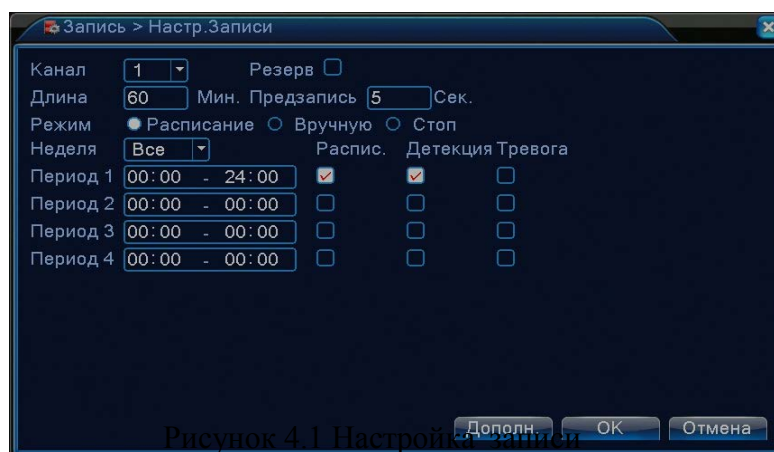 Запись > Настр.Записи
Канал 1 Резерв
Длина 60 Мин. Предзапись 5 Сек.
Режим Расписание Вручную Стоп
Неделя Все Распис. Детекция Тревога
Период 1 00:00 - 24:00
Период 2 00:00 - 00:00
Период 3 00:00 - 00:00
Период 4 00:00 - 00:00
Дополн. OK Отмена
Рисунок 4.1 Настройка записи